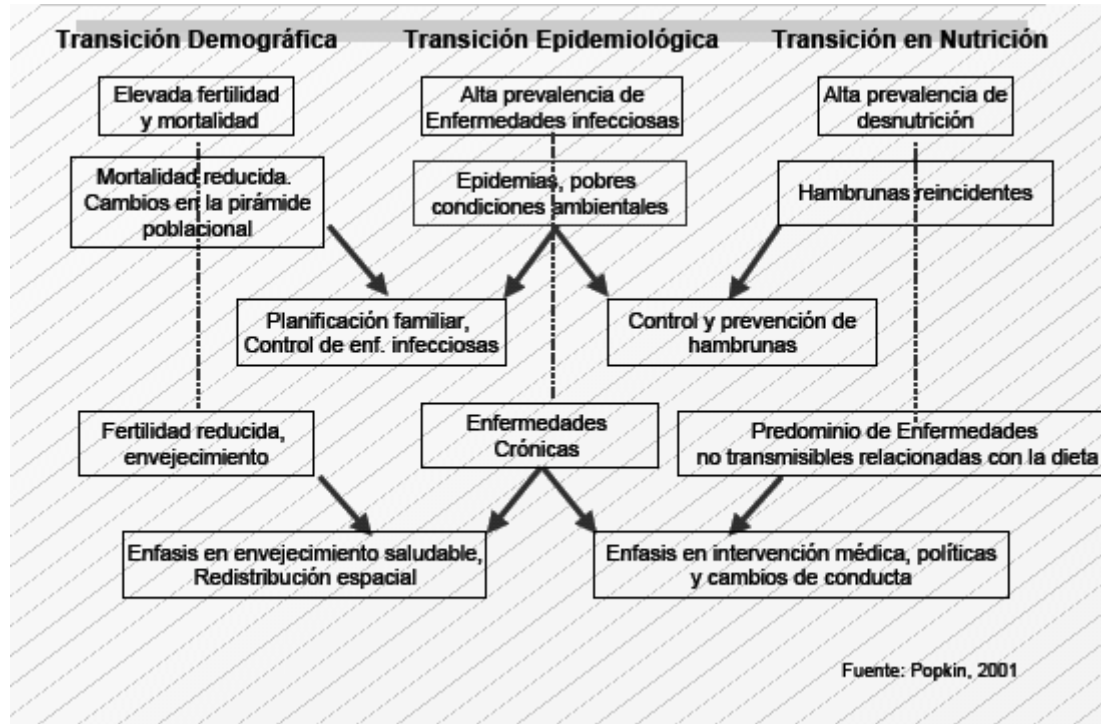 Transición Demográfica
Transición Epidemiológica
Transición en Nutrición
Elevada fertilidad
y mortalidad
Alta prevalencia de
Enfermedades infecciosas
Alta prevalencia de
desnutrición
Mortalidad reducida.
Cambios en la pirámide
poblacional
Epidemias, pobres
condiciones ambientales
Hambrunas reincidentes
Planificación familiar,
Control de enf. infecciosas
Control y prevención de
hambrunas
Fertilidad reducida,
envejecimiento
Enfermedades
Crónicas
Predominio de Enfermedades
no transmisibles relacionadas con la dieta
Enfasis en envejecimiento saludable,
Redistribución espacial
Enfasis en intervención médica, políticas
y cambios de conducta
Fuente: Popkin, 2001